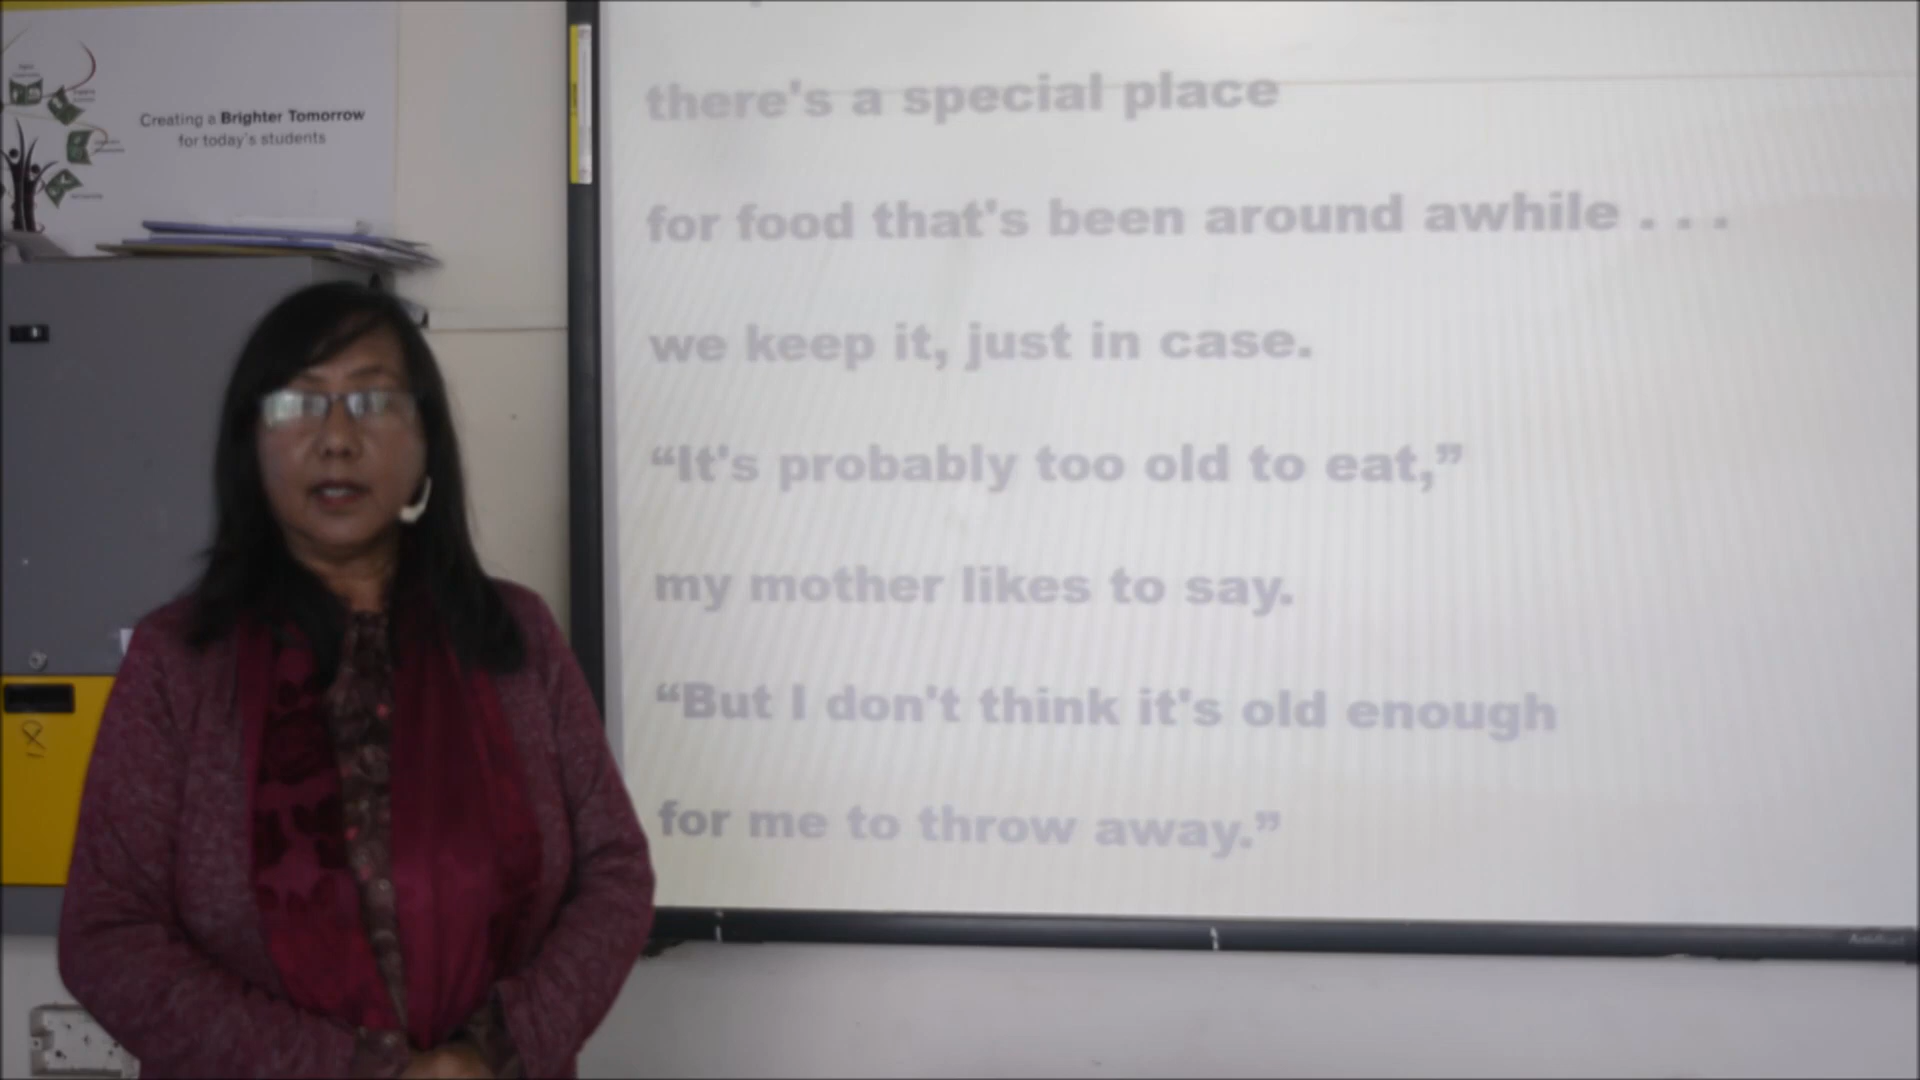 Creating a Brighter Tomorrow
for today's students
there's a special place
for food that's been around awhile . . .
we keep it, just in case.
“It's probably too old to eat,”
my mother likes to say.
“But I don't think it's old enough
for me to throw away.”